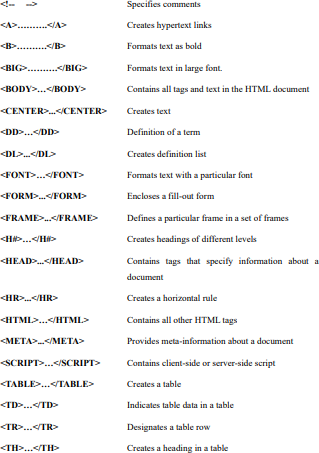 <!-- --> Specifies comments
<A>……….</A> Creates hypertext links
<B>……….</B> Formats text as bold
<BIG>……….</BIG> Formats text in large font.
<BODY>…</BODY> Contains all tags and text in the HTML document
<CENTER>...</CENTER> Creates text
<DD>…</DD> Definition of a term
<DL>...</DL> Creates definition list
<FONT>…</FONT> Formats text with a particular font
<FORM>...</FORM> Encloses a fill-out form
<FRAME>...</FRAME> Defines a particular frame in a set of frames
<H#>…</H#> Creates headings of different levels
<HEAD>...</HEAD> Contains tags that specify information about a
document
<HR>...</HR> Creates a horizontal rule
<HTML>…</HTML> Contains all other HTML tags
<META>...</META> Provides meta-information about a document
<SCRIPT>…</SCRIPT> Contains client-side or server-side script
<TABLE>…</TABLE> Creates a table
<TD>…</TD> Indicates table data in a table
<TR>…</TR> Designates a table row
<TH>…</TH> Creates a heading in a table